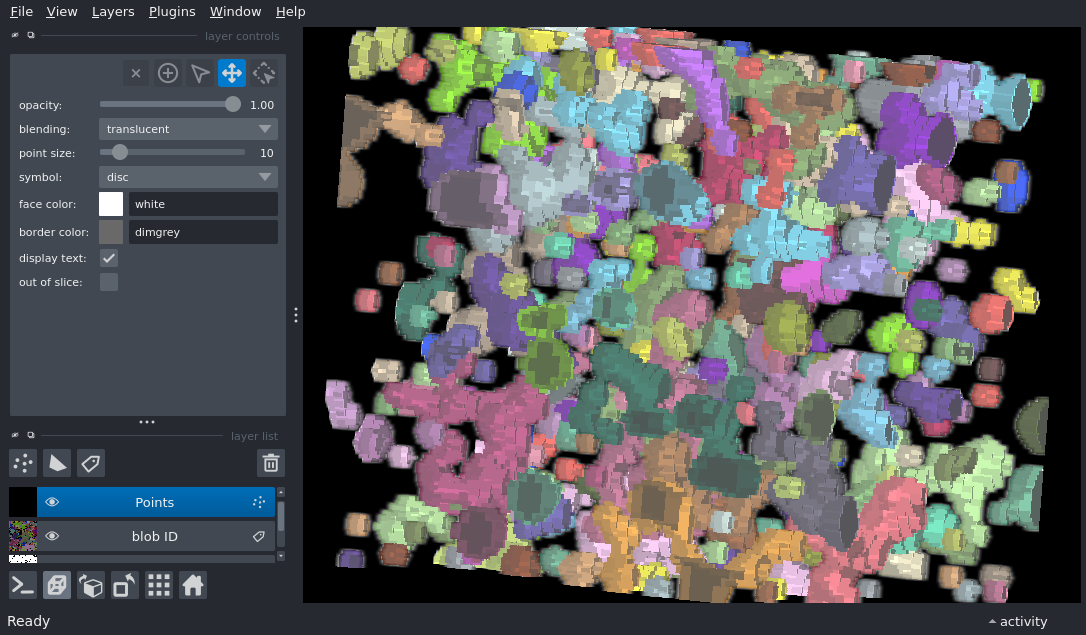 File View Layers Plugins Window Help
layer controls
opacity: 1.00
blending: translucent
point size: 10
symbol: disc
face color: white
border color: dimgrey
display text:
out of slice:
layer list
Points
blob ID
Ready
activity